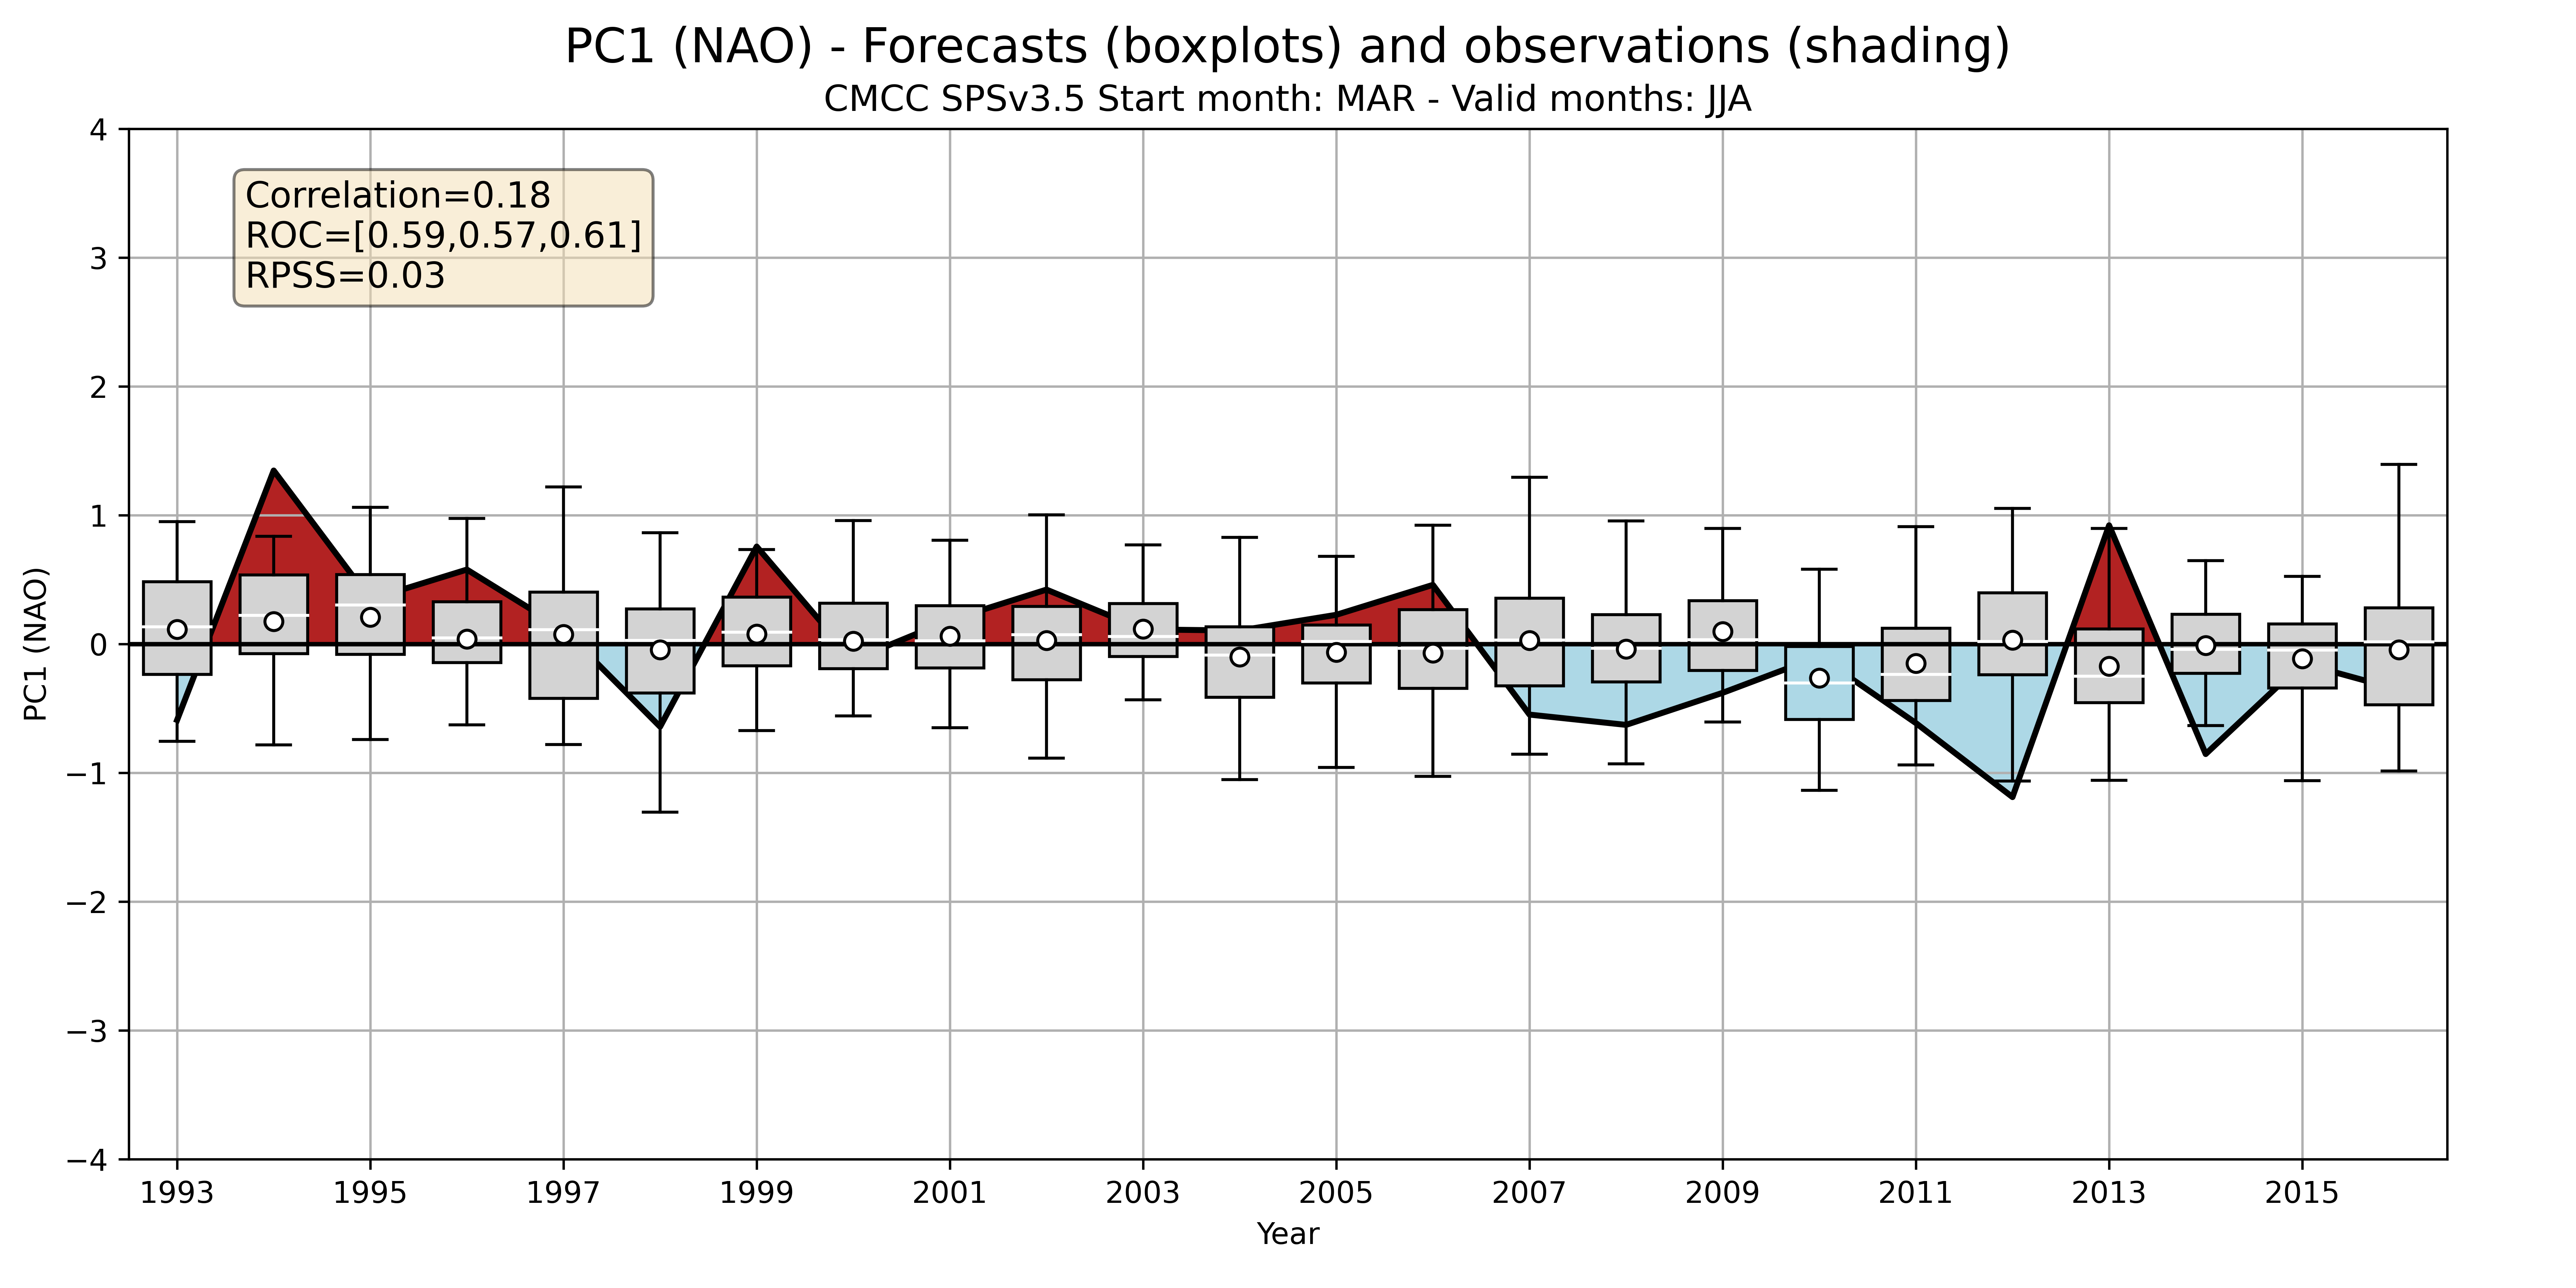 PC1 (NAO) - Forecasts (boxplots) and observations (shading)
CMCC SPSv3.5 Start month: MAR - Valid months: JJA
Correlation=0.18
ROC=[0.59,0.57,0.61]
RPSS=0.03
PC1 (NAO)
4
3
2
1
0
−1
−2
−3
−4
1993 1995 1997 1999 2001 2003 2005 2007 2009 2011 2013 2015
Year